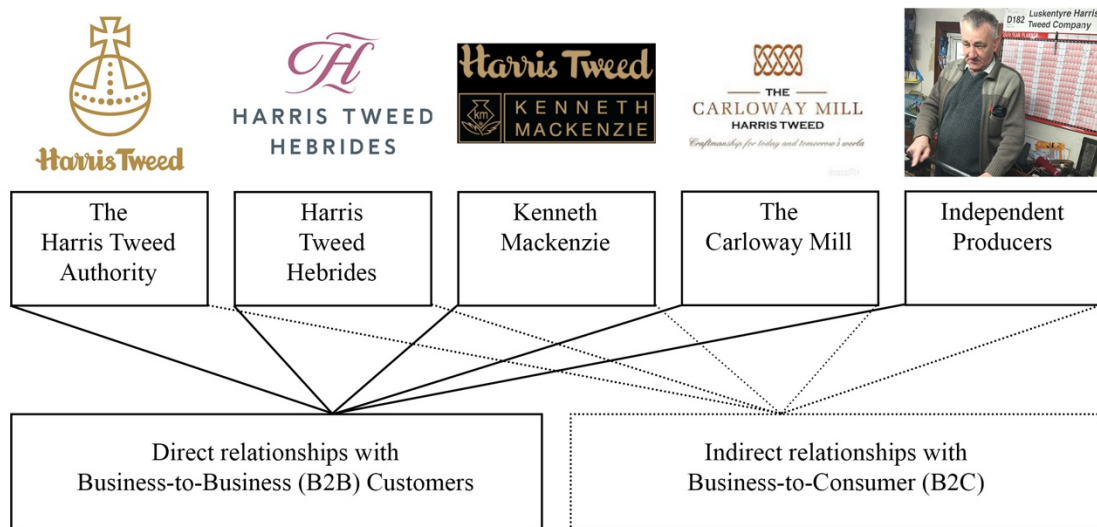 Harris Tweed
H
HARRIS TWEED
HEBRIDES
Harris Tweed
km
KENNETH
MACKENZIE
THE
CARLOWAY MILL
HARRIS TWEED
Craftmanship for today and tomorrow's world
D182
Luskentyre Harris
Tweed Company
The
Harris Tweed
Authority
Harris
Tweed
Hebrides
Kenneth
Mackenzie
The
Carloway Mill
Independent
Producers
Direct relationships with
Business-to-Business (B2B) Customers
Indirect relationships with
Business-to-Consumer (B2C)